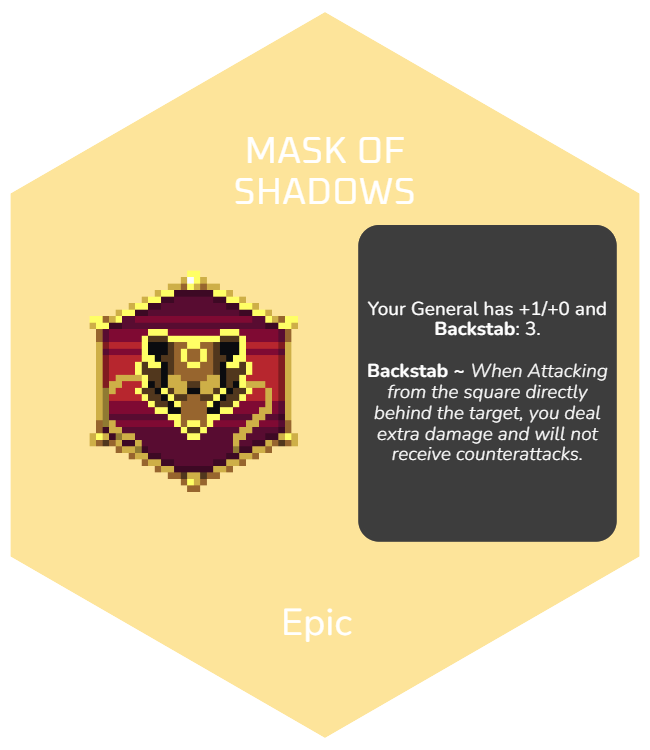 MASK OF
SHADOWS
Your General has +1/+0 and
Backstab: 3.
Backstab ~ When Attacking
from the square directly
behind the target, you deal
extra damage and will not
receive counterattacks.
Epic